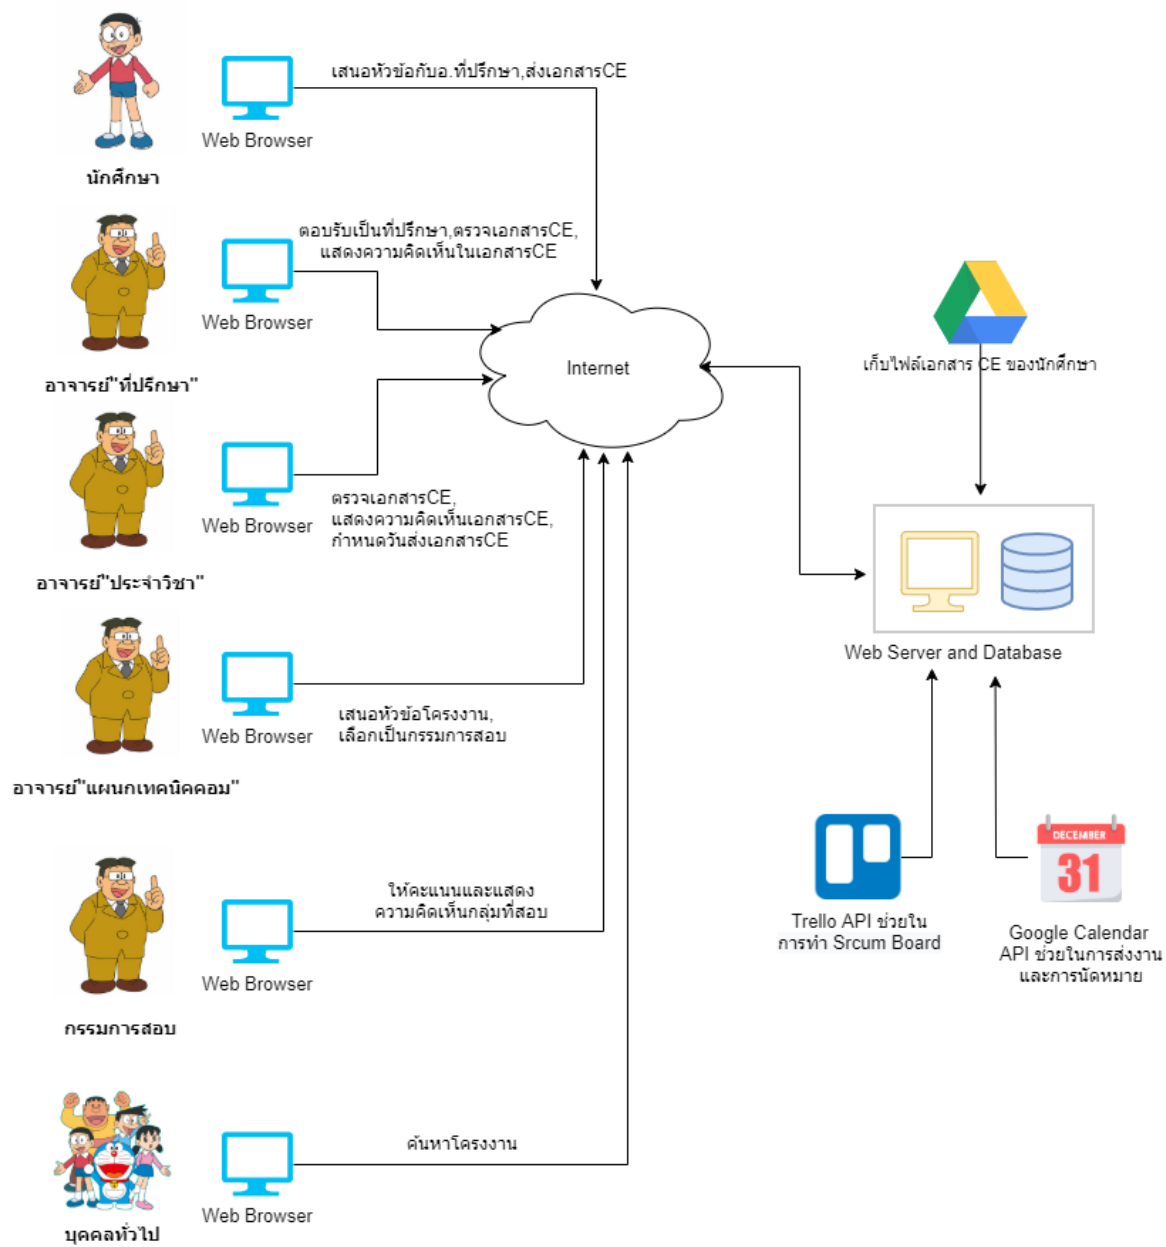 เสนอหัวข้อกับอ.ที่ปรึกษา,ส่งเอกสารCE
Web Browser
นักศึกษา
ตอบรับเป็นที่ปรึกษา,ตรวจเอกสารCE,
แสดงความคิดเห็นในเอกสารCE
Web Browser
อาจารย์"ที่ปรึกษา"
Internet
เก็บไฟล์เอกสาร CE ของนักศึกษา
ตรวจเอกสารCE,
แสดงความคิดเห็นเอกสารCE,
กำหนดวันส่งเอกสารCE
Web Browser
อาจารย์"ประจำวิชา"
Web Server and Database
เสนอหัวข้อโครงงาน,
เลือกเป็นกรรมการสอบ
Web Browser
อาจารย์"แผนกเทคนิคคอม"
DECEMBER
31
Trello API ช่วยใน
การทำ Srcum Board
Google Calendar
API ช่วยในการส่งงาน
และการนัดหมาย
ให้คะแนนและแสดง
ความคิดเห็นกลุ่มที่สอบ
Web Browser
กรรมการสอบ
ค้นหาโครงงาน
Web Browser
บุคคลทั่วไป